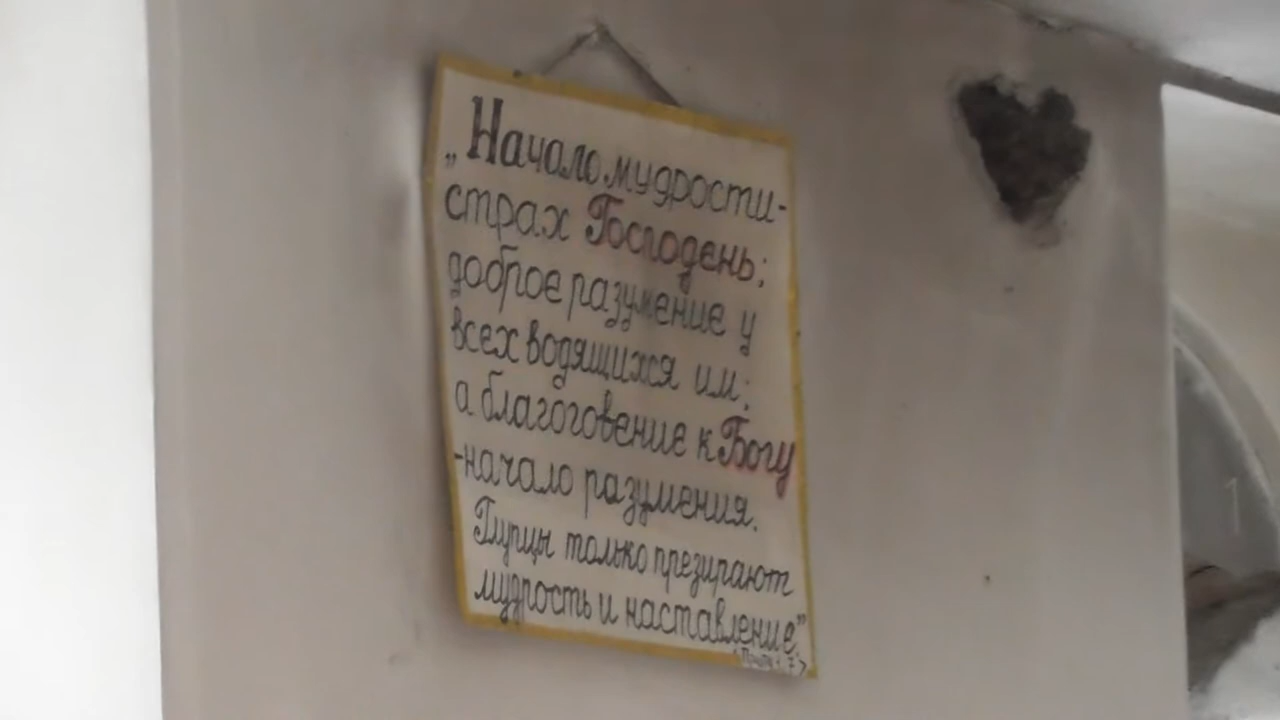 „Начало мудрости-
страх Господень;
доброе разумение у
всех водящихся им;
а благоговение к Богу
-начало разумения.
Глупцы только презирают
мудрость и наставление."